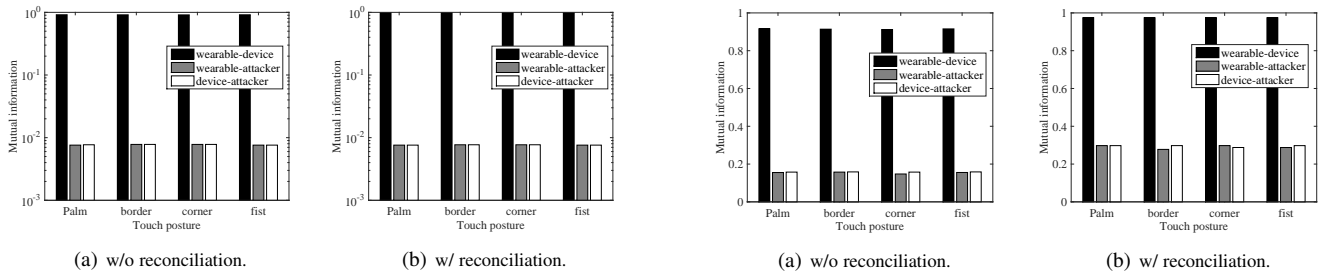 Mutual information
10^0
10^-1
10^-2
10^-3
wearable-device
wearable-attacker
device-attacker
Palm border corner fist
Touch posture
(a) w/o reconciliation.
Mutual information
10^0
10^-1
10^-2
10^-3
wearable-device
wearable-attacker
device-attacker
Palm border corner fist
Touch posture
(b) w/ reconciliation.
Mutual information
1
0.8
0.6
0.4
0.2
0
wearable-device
wearable-attacker
device-attacker
Palm border corner fist
Touch posture
(a) w/o reconciliation.
Mutual information
1
0.8
0.6
0.4
0.2
0
wearable-device
wearable-attacker
device-attacker
Palm border corner fist
Touch posture
(b) w/ reconciliation.